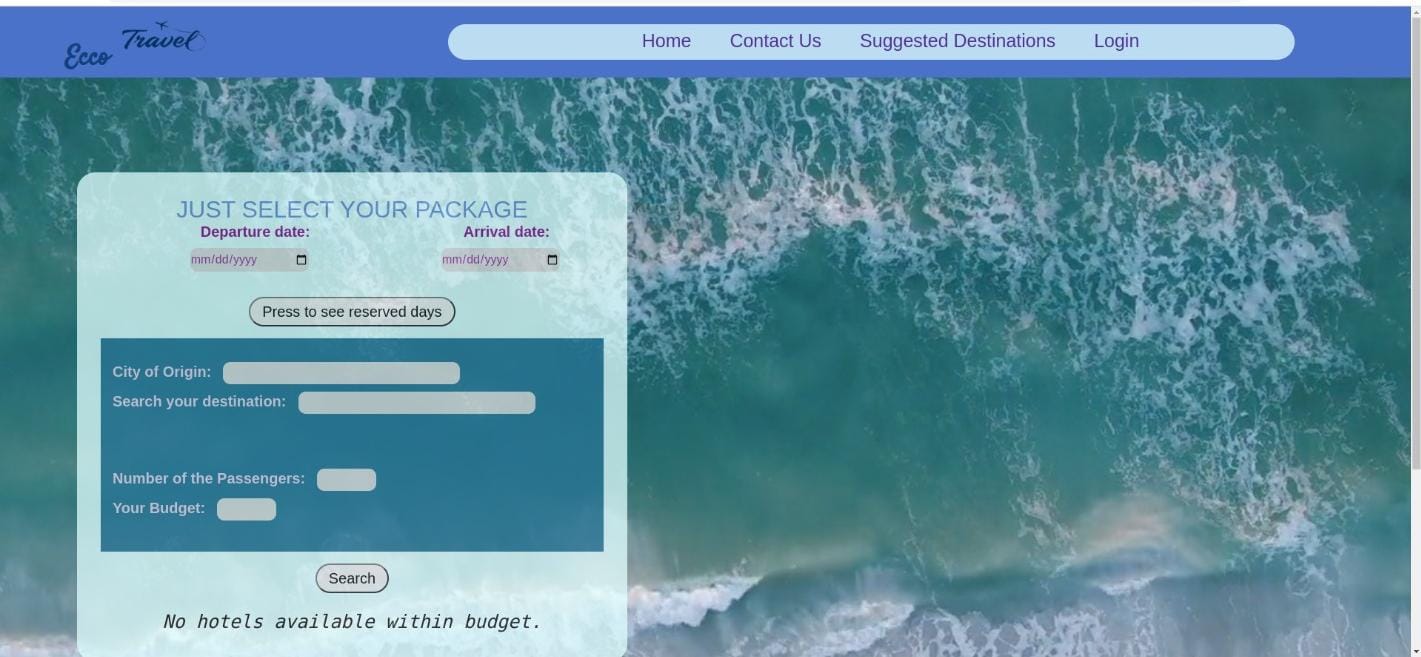 Ecco Travel
Home Contact Us Suggested Destinations Login
JUST SELECT YOUR PACKAGE
Departure date: Arrival date:
mm/dd/yyyy mm/dd/yyyy
Press to see reserved days
City of Origin:
Search your destination:
Number of the Passengers:
Your Budget:
Search
No hotels available within budget.